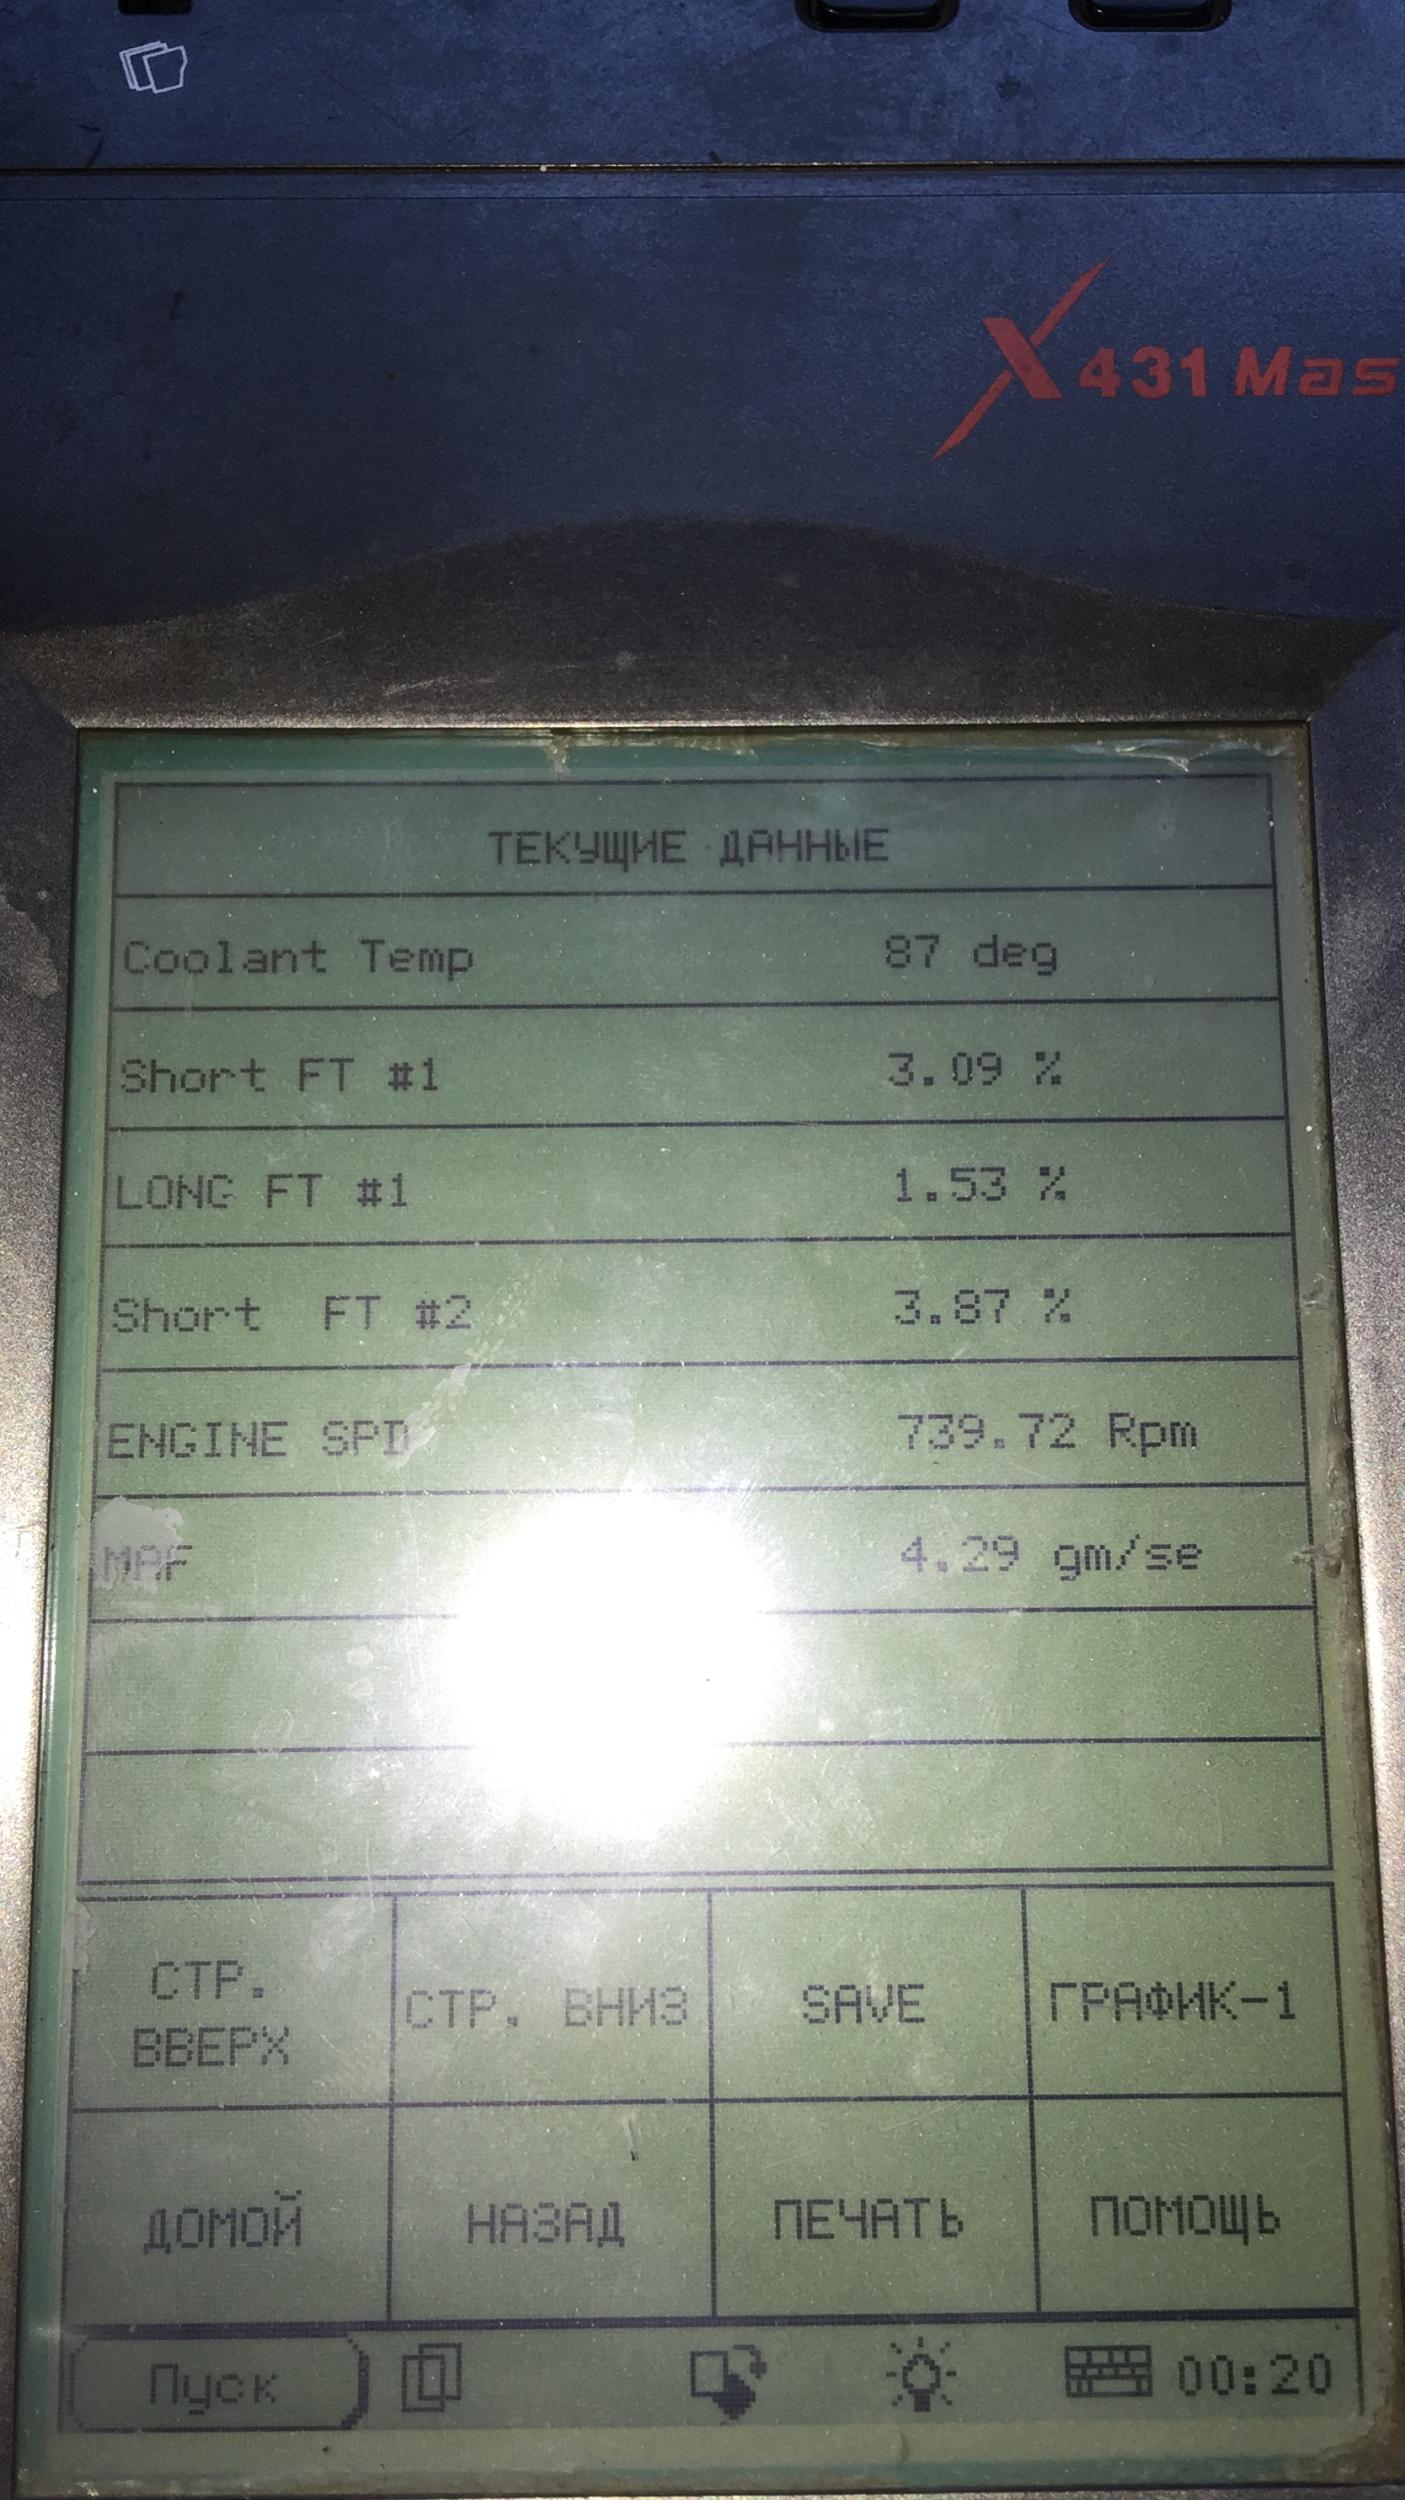 X431 Mas
ТЕКУЩИЕ ДАННЫЕ
Coolant Temp 87 deg
Short FT #1 3.09 %
LONG FT #1 1.53 %
Short FT #2 3.87 %
ENGINE SPD 739.72 Rpm
MAF 4.29 gm/se
СТР. ВВЕРХ СТР. ВНИЗ SAVE ГРАФИК-1
ДОМОЙ НАЗАД ПЕЧАТЬ ПОМОЩЬ
Пуск 00:20